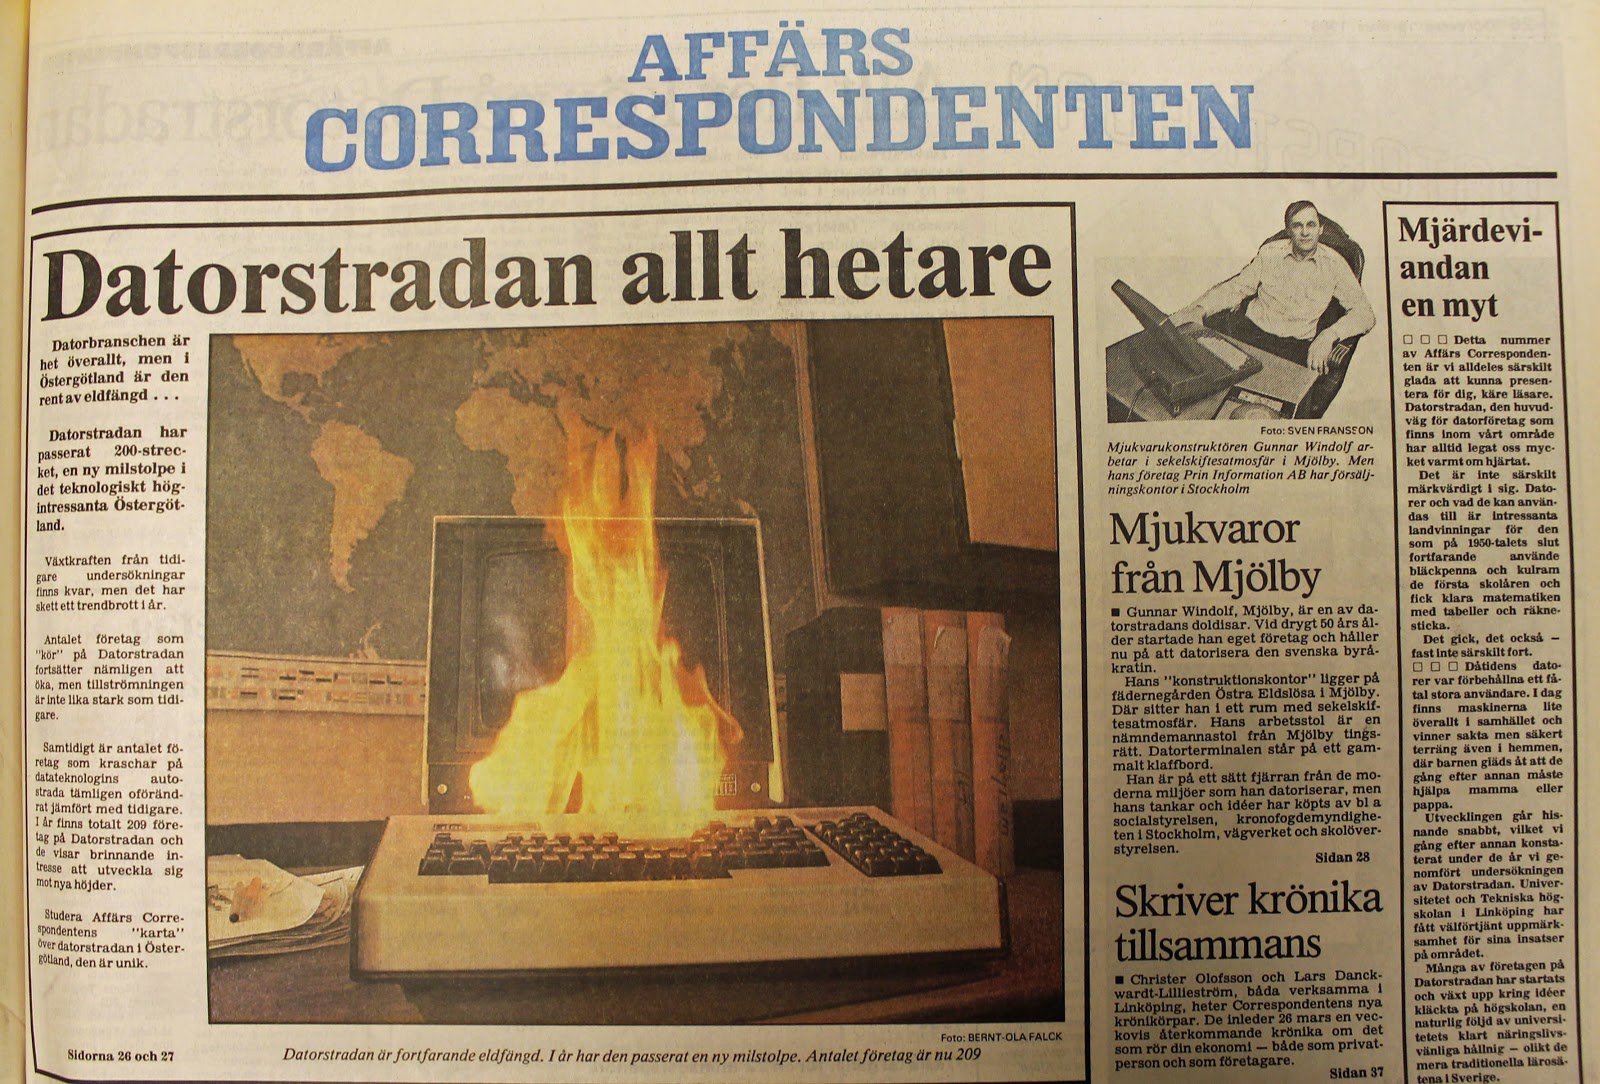 AFFÄRS
CORRESPONDENTEN
Datorstradan allt hetare
Datorbranschen är
het överallt, men i
Östergötland är den
rent av eldfängd . . .
Datorstradan har
passerat 200-strec-
ket, en ny milstolpe i
det teknologiskt hög-
intressanta Östergöt-
land.
Växtkraften från tidi-
gare undersökningar
finns kvar, men det har
skett ett trendbrott i år.
Antalet företag som
"kör" på Datorstradan
fortsätter nämligen att
öka, men tillströmningen
är inte lika stark som tidi-
gare.
Samtidigt är antalet fö-
retag som kraschar på
datateknologins auto-
strada tämligen oföränd-
rat jämfört med tidigare.
I år finns totalt 209 före-
tag på Datorstradan och
de visar brinnande in-
tresse att utveckla sig
mot nya höjder.
Studera Affärs Corre-
spondentens "karta"
över datorstradan i Öster-
götland, den är unik.
Sidorna 26 och 27
Foto: BERNT-OLA FALCK
Datorstradan är fortfarande eldfängd. I år har den passerat en ny milstolpe. Antalet företag är nu 209
Foto: SVEN FRANSSON
Mjukvarukonstruktören Gunnar Windolf ar-
betar i sekelskiftesatmosfär i Mjölby. Men
hans företag Prin Information AB har försälj-
ningskontor i Stockholm
Mjukvaror
från Mjölby
■ Gunnar Windolf, Mjölby, är en av da-
torstradans doldisar. Vid drygt 50 års ål-
der startade han eget företag och håller
nu på att datorisera den svenska byrå-
kratin.
Hans "konstruktionskontor" ligger på
fädernegården Östra Eldslösa i Mjölby.
Där sitter han i ett rum med sekelskif-
tesatmosfär. Hans arbetsstol är en
nämndemannastol från Mjölby tings-
rätt. Datorterminalen står på ett gam-
malt klaffbord.
Han är på ett sätt fjärran från de mo-
derna miljöer som han datoriserar, men
hans tankar och idéer har köpts av bl a
socialstyrelsen, kronofogdemyndighe-
ten i Stockholm, vägverket och skolöver-
styrelsen.
Sidan 28
Skriver krönika
tillsammans
■ Christer Olofsson och Lars Danck-
wardt-Lillieström, båda verksamma i
Linköping, heter Correspondentens nya
krönikörpar. De inleder 26 mars en vec-
kovis återkommande krönika om det
som rör din ekonomi — både som privat-
person och som företagare.
Sidan 37
Mjärdevi-
andan
en myt
□ □ □ Detta nummer
av Affärs Corresponden-
ten är vi alldeles särskilt
glada att kunna presen-
tera för dig, käre läsare.
Datorstradan, den huvud-
väg för datorföretag som
finns inom vårt område
har alltid legat oss myc-
ket varmt om hjärtat.
Det är inte särskilt
märkvärdigt i sig. Dato-
rer och vad de kan använ-
das till är intressanta
landvinningar för den
som på 1950-talets slut
fortfarande använde
bläckpenna och kulram
de första skolåren och
fick klara matematiken
med tabeller och räkne-
sticka.
Det gick, det också —
fast inte särskilt fort.
□ □ □ Dåtidens dato-
rer var förbehållna ett få-
tal stora användare. I dag
finns maskinerna lite
överallt i samhället och
vinner sakta men säkert
terräng även i hemmen,
där barnen gläds åt att de
gång efter annan måste
hjälpa mamma eller
pappa.
Utvecklingen går his-
nande snabbt, vilket vi
gång efter annan konsta-
terat under de år vi ge-
nomfört undersökningen
av Datorstradan. Univer-
sitetet och Tekniska hög-
skolan i Linköping har
fått välförtjänt uppmärk-
samhet för sina insatser
på området.
Många av företagen på
Datorstradan har startats
och växt upp kring idéer
kläckta på högskolan, en
naturlig följd av universi-
tetets klart näringslivs-
vänliga hållnig — olikt de
mera traditionella lärosä-
tena i Sverige.